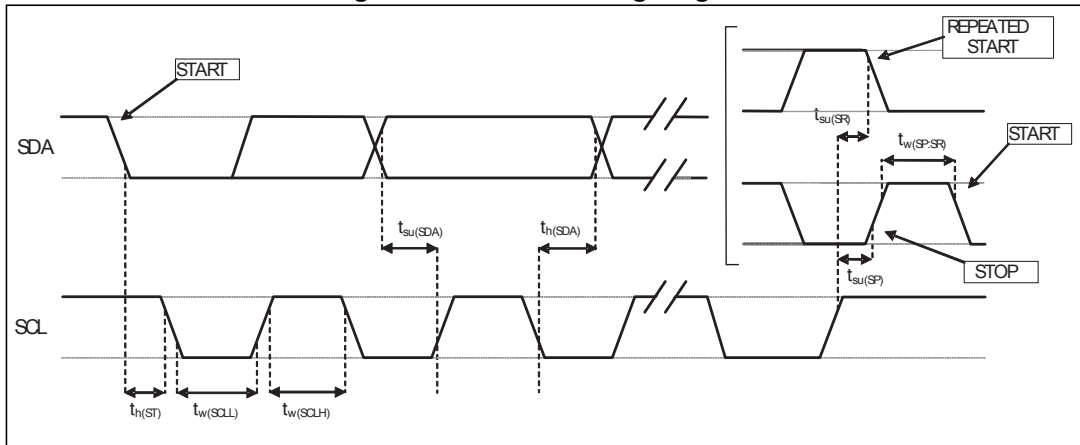 REPEATED
START
START
SDA
tsu(SR)
tw(SP:SR)
START
tsu(SDA)
th(SDA)
tsu(SP)
STOP
SCL
th(ST)
tw(SCLL)
tw(SCLH)